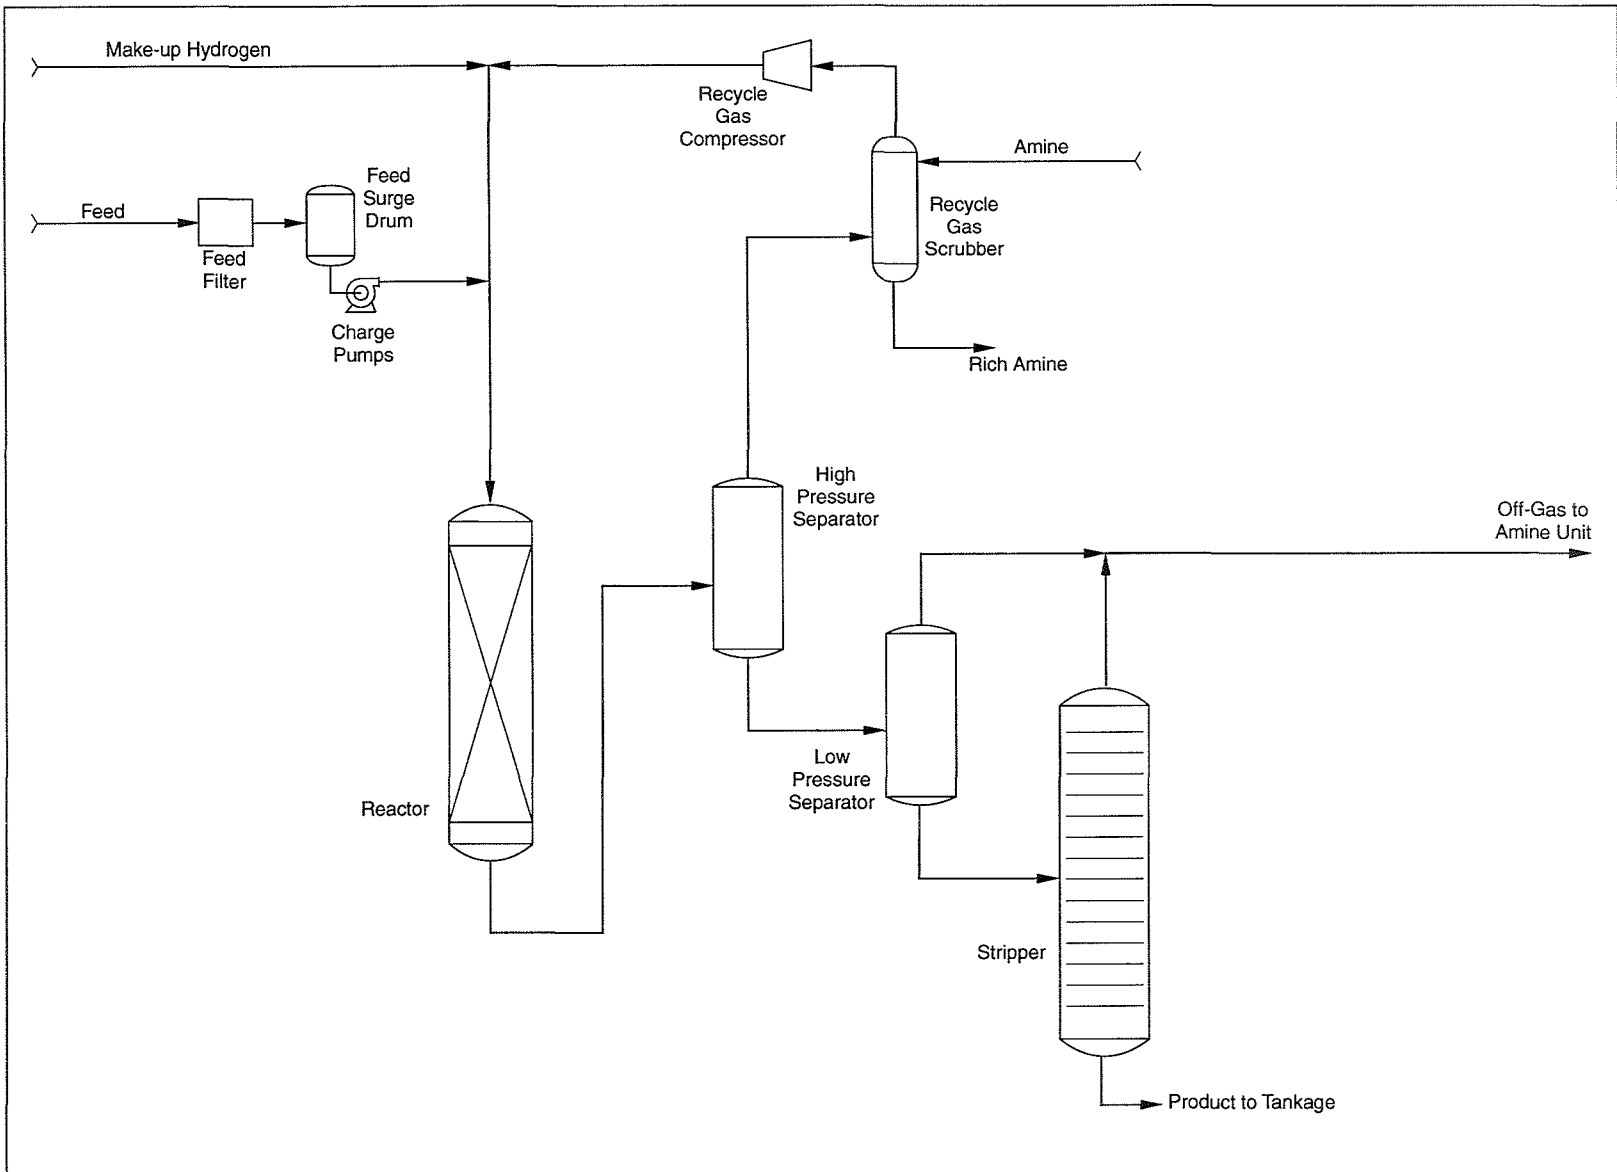 Make-up Hydrogen
Recycle
Gas
Compressor
Amine
Feed
Surge
Drum
Feed
Feed
Filter
Recycle
Gas
Scrubber
Charge
Pumps
Rich Amine
High
Pressure
Separator
Off-Gas to
Amine Unit
Low
Pressure
Separator
Reactor
Stripper
Product to Tankage